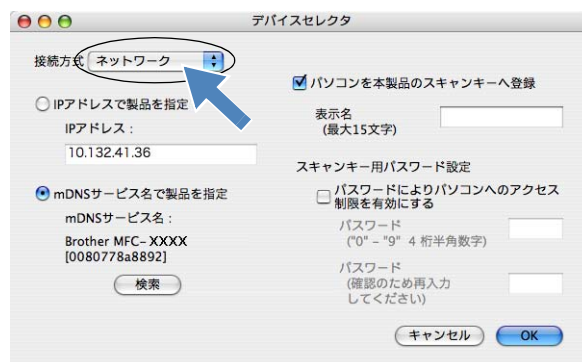 デバイスセレクタ
接続方式 ネットワーク
IPアドレスで製品を指定
IPアドレス：
10.132.41.36
mDNSサービス名で製品を指定
mDNSサービス名：
Brother MFC-XXXX
[0080778a8892]
検索
パソコンを本製品のスキャンキーへ登録
表示名
(最大15文字)
スキャンキー用パスワード設定
パスワードによりパソコンへのアクセス
制限を有効にする
パスワード
("0" – "9" 4 桁半角数字)
パスワード
(確認のため再入力
してください)
キャンセル
OK